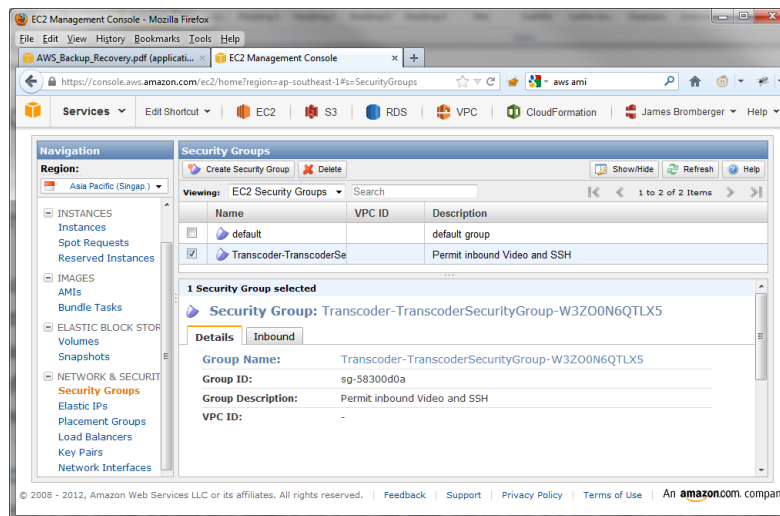 EC2 Management Console - Mozilla Firefox
File Edit View History Bookmarks Tools Help
AWS_Backup_Recovery.pdf (applicati... EC2 Management Console
https://console.aws.amazon.com/ec2/home?region=ap-southeast-1#s=SecurityGroups aws ami
Services Edit Shortcut EC2 S3 RDS VPC CloudFormation James Bromberger Help
Navigation Security Groups
Region: Create Security Group Delete Show/Hide Refresh Help
Asia Pacific (Singap.) Viewing: EC2 Security Groups Search 1 to 2 of 2 Items
Name VPC ID Description
INSTANCES
Instances default default group
Spot Requests
Reserved Instances Transcoder-TranscoderSe Permit inbound Video and SSH
IMAGES
AMIs 1 Security Group selected
Bundle Tasks Security Group: Transcoder-TranscoderSecurityGroup-W3ZO0N6QTLX5
ELASTIC BLOCK STOR
Volumes Details Inbound
Snapshots Group Name: Transcoder-TranscoderSecurityGroup-W3ZO0N6QTLX5
NETWORK & SECURIT Group ID: sg-58300d0a
Security Groups
Elastic IPs Group Description: Permit inbound Video and SSH
Placement Groups VPC ID: -
Load Balancers
Key Pairs
Network Interfaces
© 2008 - 2012, Amazon Web Services LLC or its affiliates. All rights reserved. Feedback Support Privacy Policy Terms of Use An amazon.com. compan